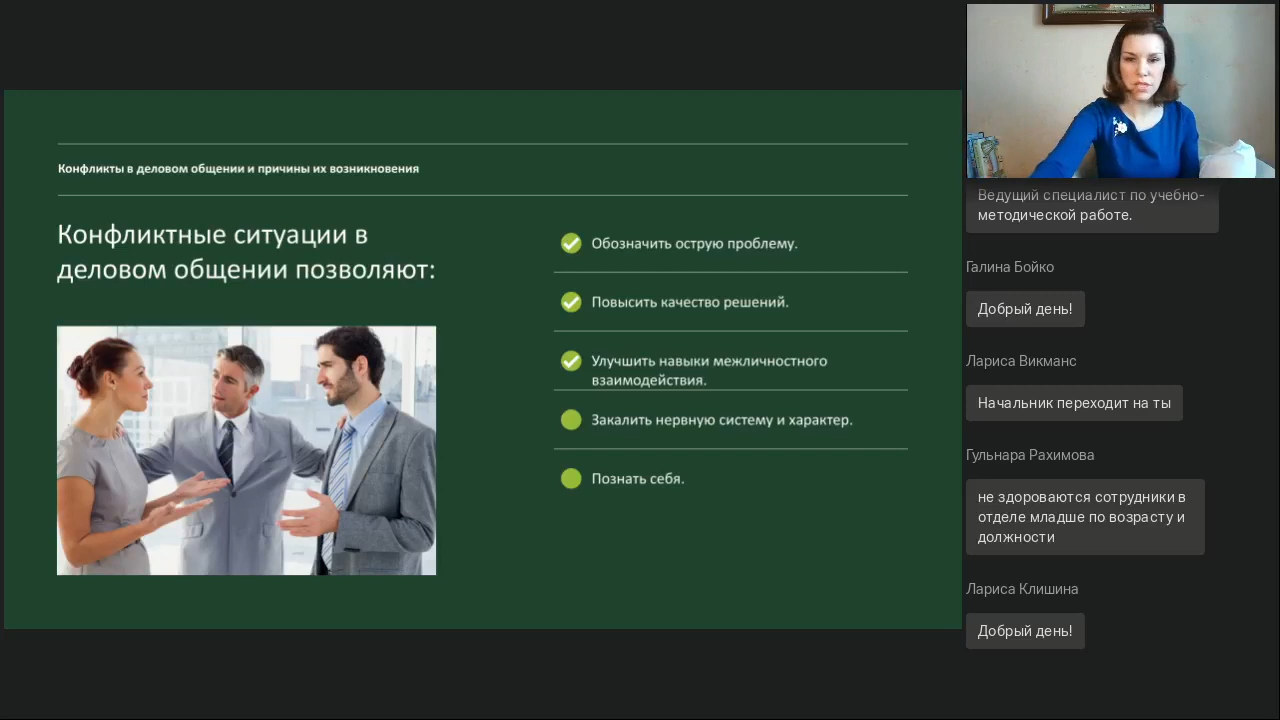 Конфликты в деловом общении и причины их возникновения
Конфликтные ситуации в
деловом общении позволяют:
Обозначить острую проблему.
Повысить качество решений.
Улучшить навыки межличностного
взаимодействия.
Закалить нервную систему и характер.
Познать себя.
Ведущий специалист по учебно-
методической работе.
Галина Бойко
Добрый день!
Лариса Викманс
Начальник переходит на ты
Гульнара Рахимова
не здороваются сотрудники в
отделе младше по возрасту и
должности
Лариса Клишина
Добрый день!